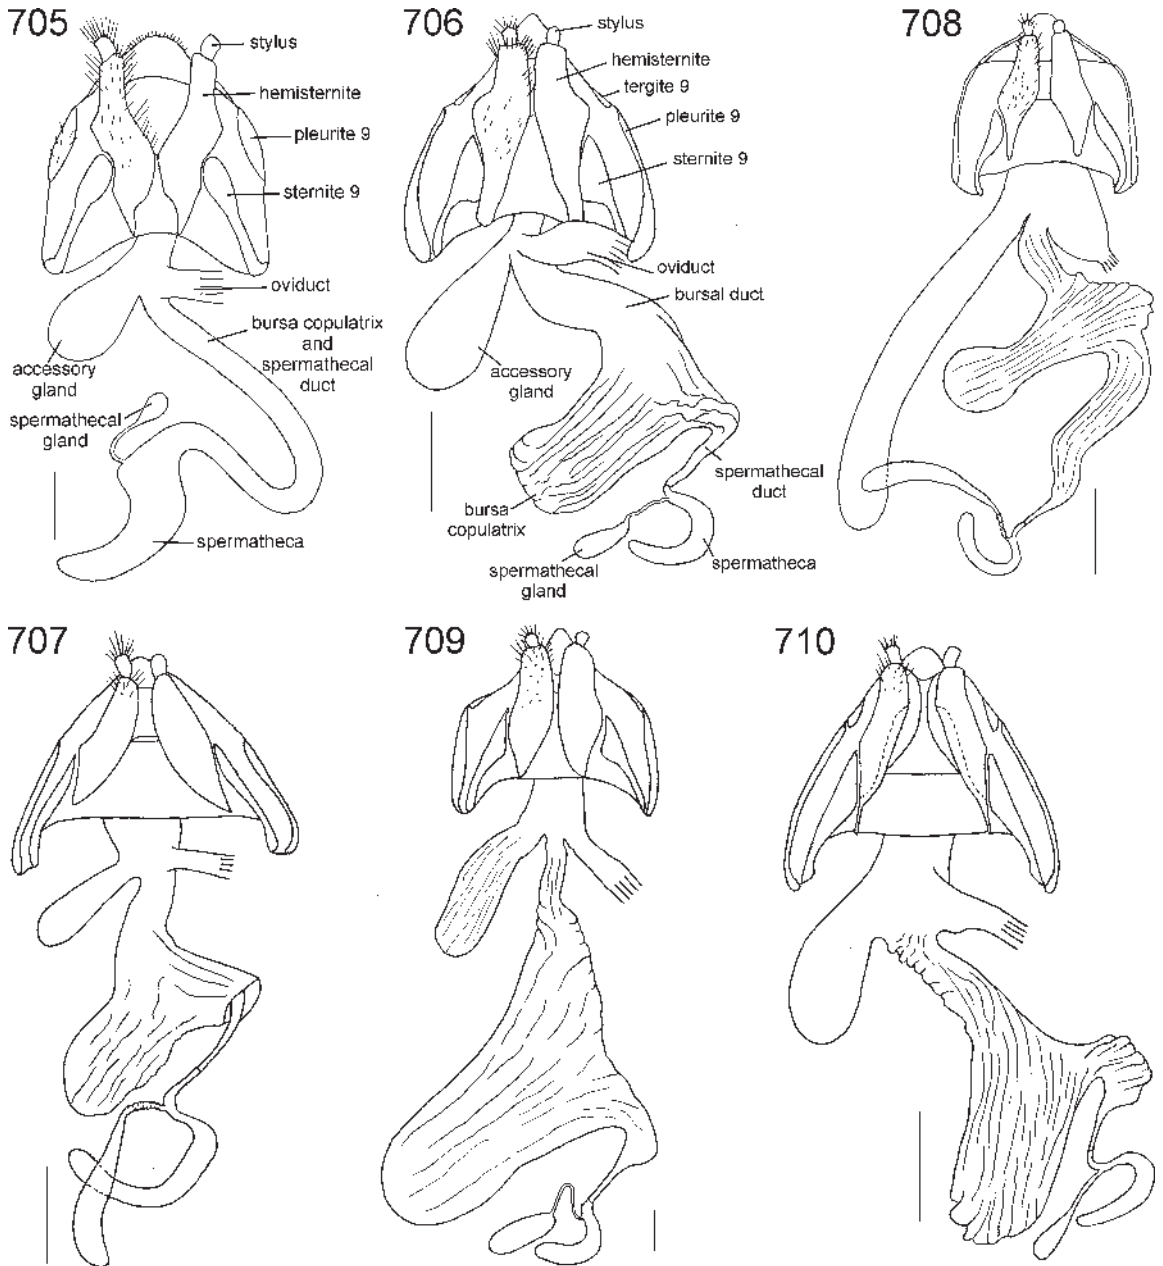 705
stylus
hemisternite
pleurite 9
sternite 9
oviduct
bursa copulatrix
and
spermathecal
duct
accessory
gland
spermathecal
gland
spermatheca
706
stylus
hemisternite
tergite 9
pleurite 9
sternite 9
oviduct
bursal duct
accessory
gland
spermathecal
duct
bursa
copulatrix
spermathecal
gland
spermatheca
708
707
709
710